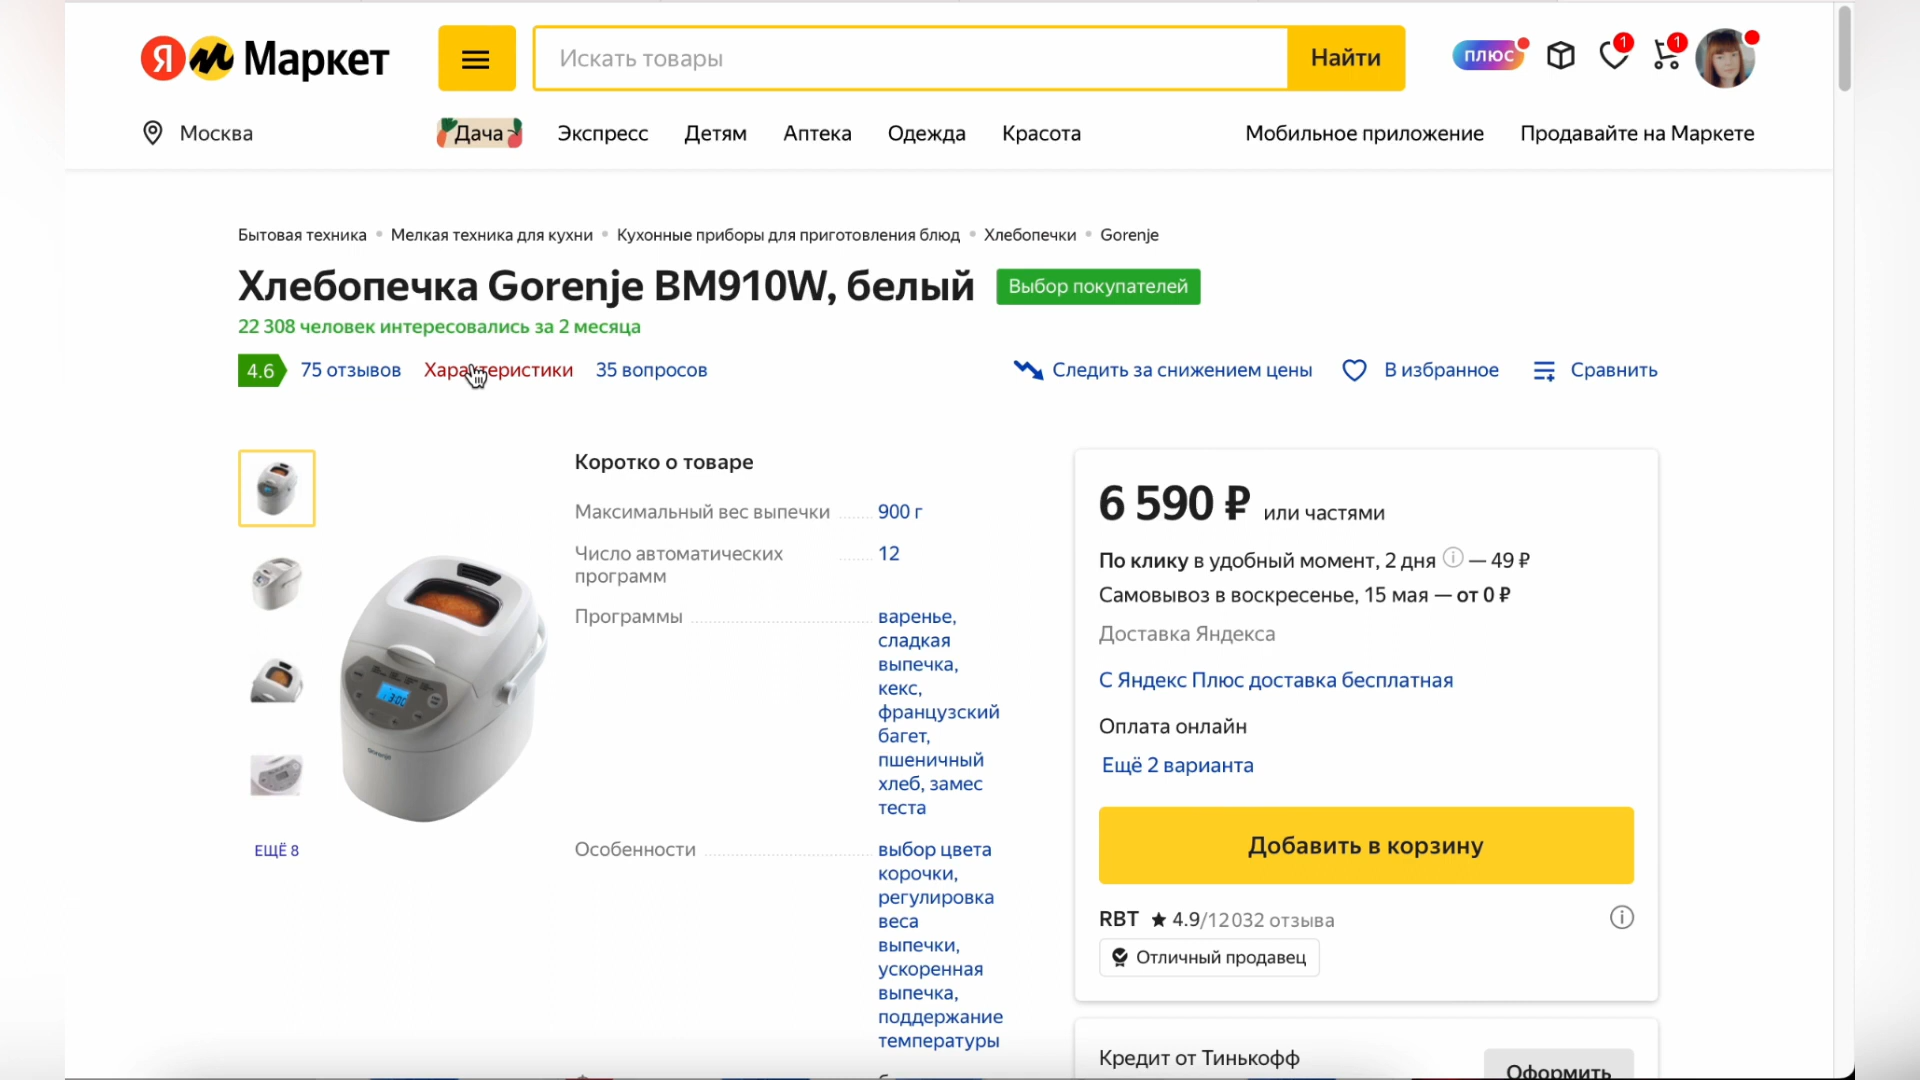 Я Маркет
Искать товары
Найти
плюс
1
1
Москва
Дача
Экспресс
Детям
Аптека
Одежда
Красота
Мобильное приложение
Продавайте на Маркете
Бытовая техника • Мелкая техника для кухни • Кухонные приборы для приготовления блюд • Хлебопечки • Gorenje
Хлебопечка Gorenje BM910W, белый
Выбор покупателей
22 308 человек интересовались за 2 месяца
4.6
75 отзывов
Характеристики
35 вопросов
Следить за снижением цены
В избранное
Сравнить
ЕЩЁ 8
Коротко о товаре
Максимальный вес выпечки 900 г
Число автоматических 12
программ
Программы варенье,
сладкая
выпечка,
кекс,
французский
багет,
пшеничный
хлеб, замес
теста
Особенности выбор цвета
корочки,
регулировка
веса
выпечки,
ускоренная
выпечка,
поддержание
температуры
6 590 ₽ или частями
По клику в удобный момент, 2 дня — 49 ₽
Самовывоз в воскресенье, 15 мая — от 0 ₽
Доставка Яндекса
С Яндекс Плюс доставка бесплатная
Оплата онлайн
Ещё 2 варианта
Добавить в корзину
RBT ★ 4.9/12 032 отзыва
Отличный продавец
Кредит от Тинькофф
Оформить